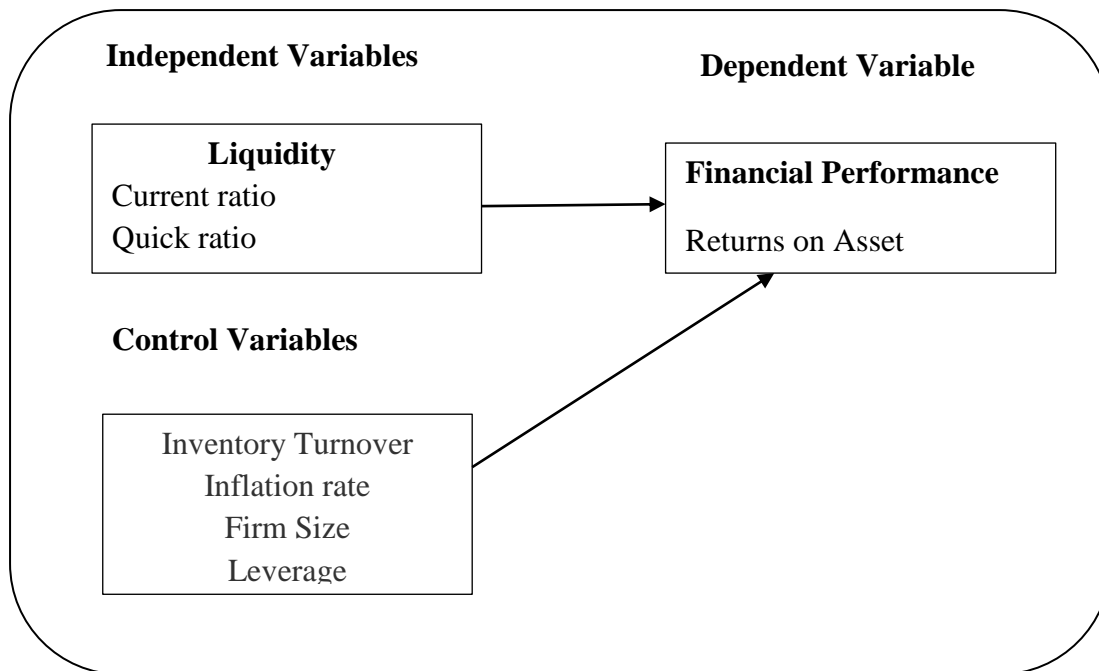 Independent Variables
Dependent Variable
Liquidity
Current ratio
Quick ratio
Financial Performance
Returns on Asset
Control Variables
Inventory Turnover
Inflation rate
Firm Size
Leverage